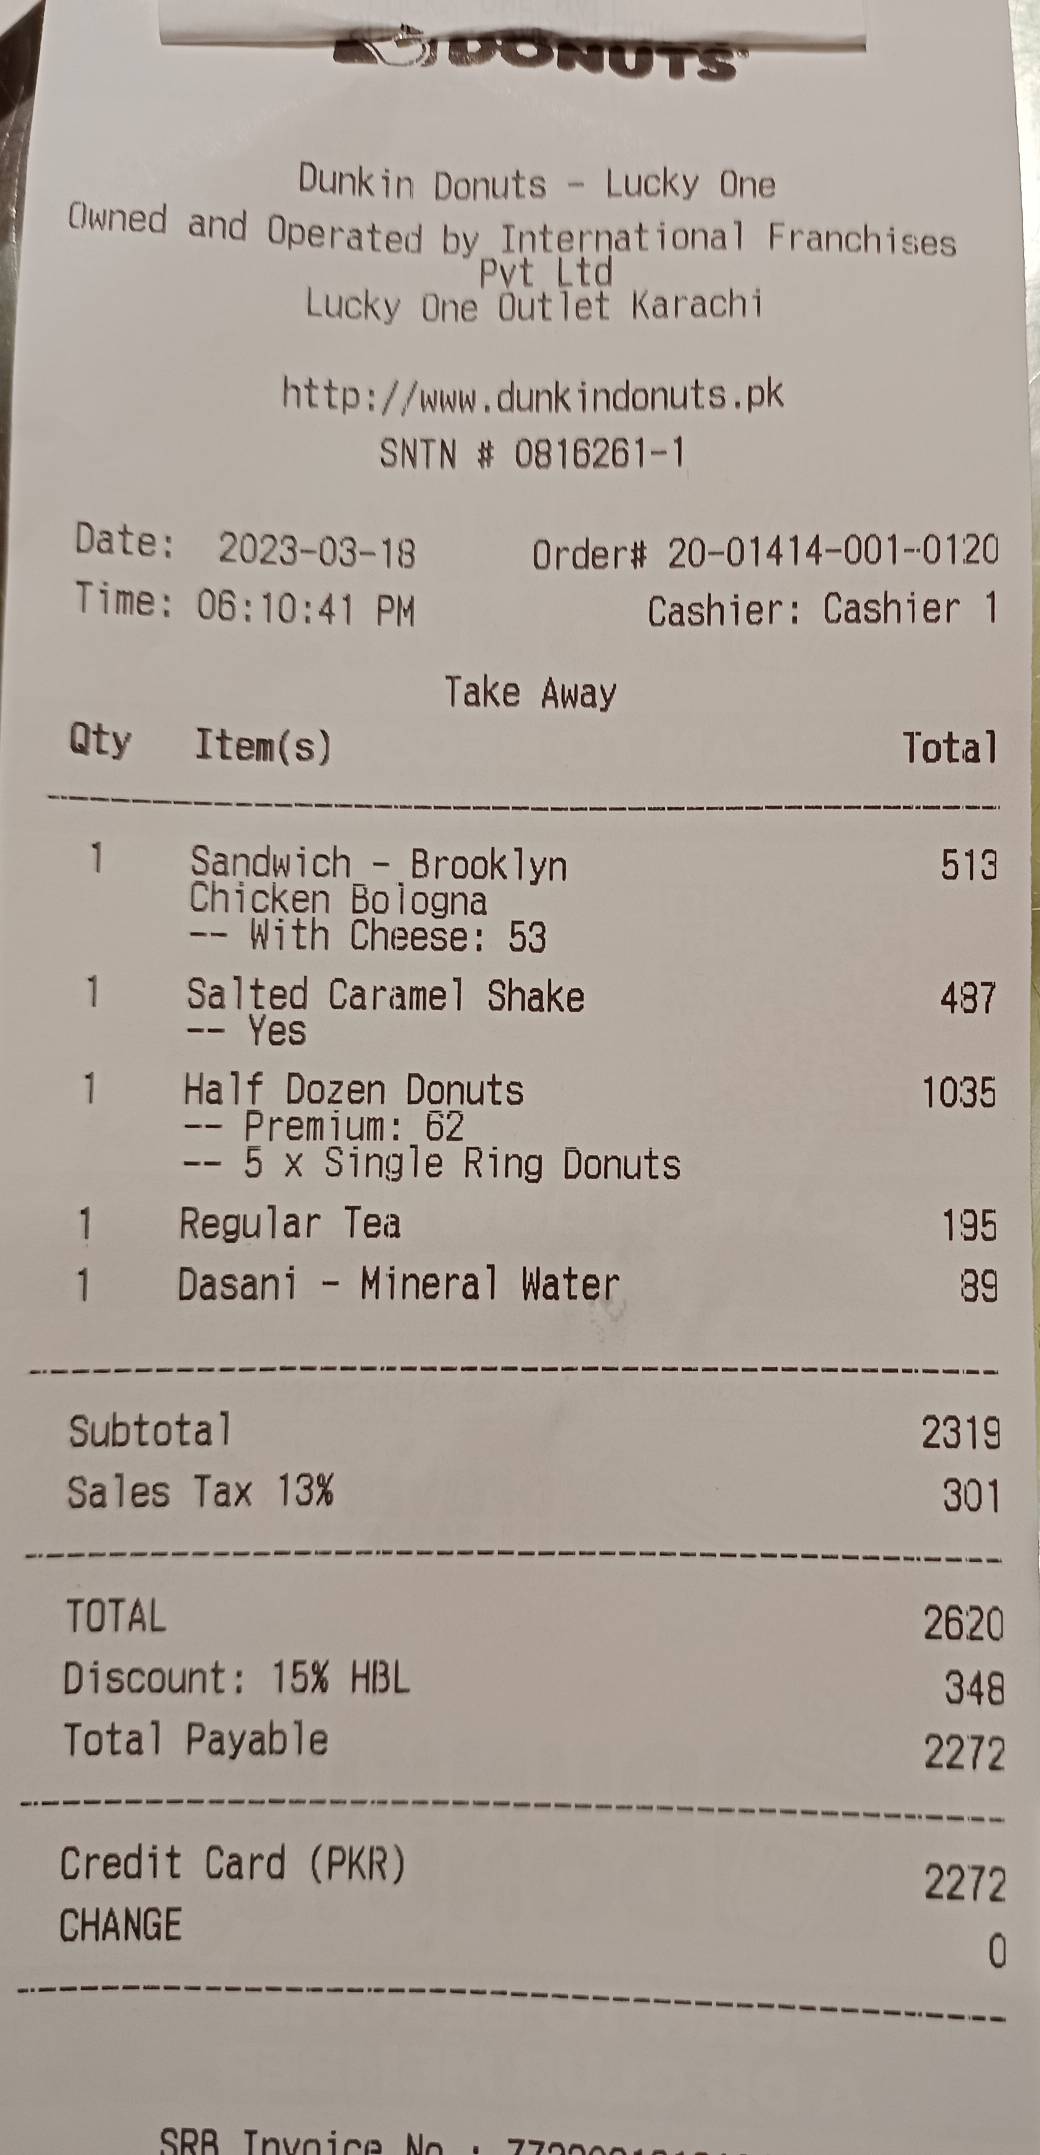 DONUTS
Dunkin Donuts - Lucky One
Owned and Operated by International Franchises
Pvt Ltd
Lucky One Outlet Karachi
http://www.dunkindonuts.pk
SNTN # 0816261-1
Date: 2023-03-18 Order# 20-01414-001-0120
Time: 06:10:41 PM Cashier: Cashier 1
Take Away
Qty Item(s) Total
1 Sandwich - Brooklyn 513
Chicken Bologna
-- With Cheese: 53
1 Salted Caramel Shake 487
-- Yes
1 Half Dozen Donuts 1035
-- Premium: 62
-- 5 x Single Ring Donuts
1 Regular Tea 195
1 Dasani - Mineral Water 89
Subtotal 2319
Sales Tax 13% 301
TOTAL 2620
Discount: 15% HBL 348
Total Payable 2272
Credit Card (PKR) 2272
CHANGE 0
SRB Invoice No :